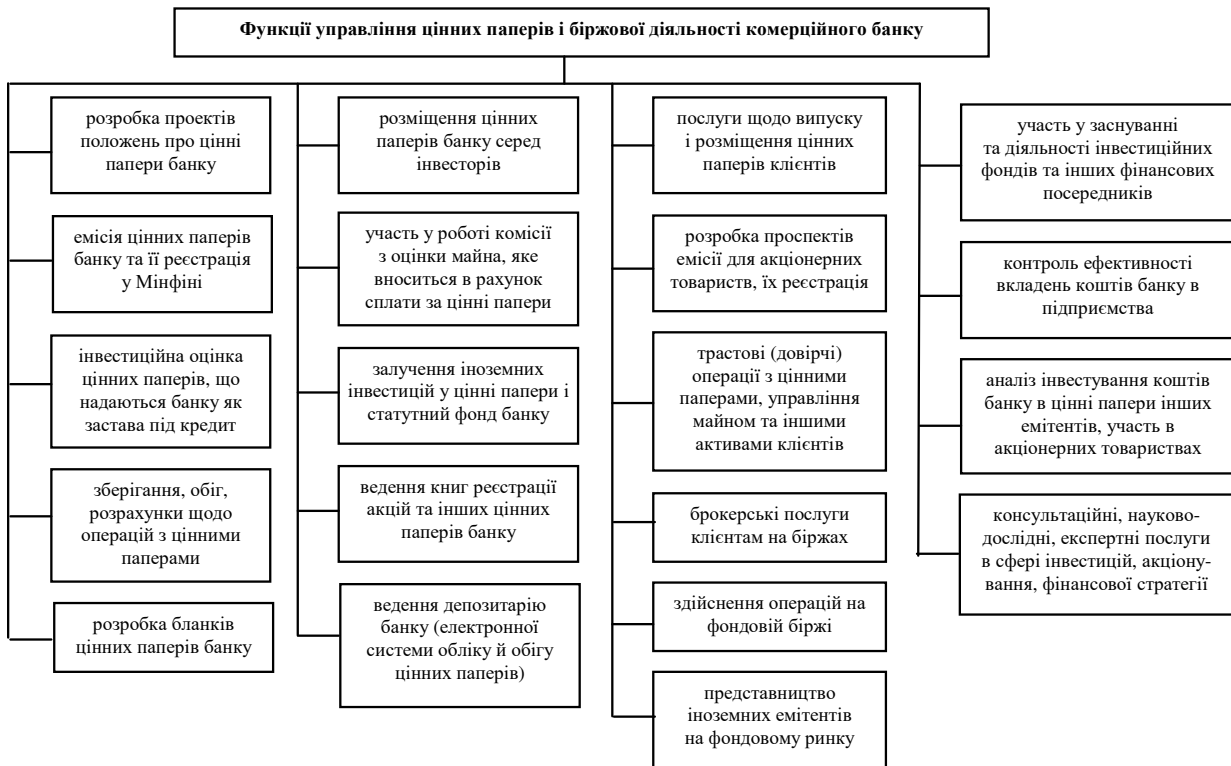 Функції управління цінних паперів і біржової діяльності комерційного банку
розробка проектів
положень про цінні
папери банку
емісія цінних паперів
банку та її реєстрація
у Мінфіні
інвестиційна оцінка
цінних паперів, що
надаються банку як
застава під кредит
зберігання, обіг,
розрахунки щодо
операцій з цінними
паперами
розробка бланків
цінних паперів банку
розміщення цінних
паперів банку серед
інвесторів
участь у роботі комісії
з оцінки майна, яке
вноситься в рахунок
сплати за цінні папери
залучення іноземних
інвестицій у цінні папери і
статутний фонд банку
ведення книг реєстрації
акцій та інших цінних
паперів банку
ведення депозитарію
банку (електронної
системи обліку й обігу
цінних паперів)
послуги щодо випуску
і розміщення цінних
паперів клієнтів
розробка проспектів
емісії для акціонерних
товариств, їх реєстрація
трастові (довірчі)
операції з цінними
паперами, управління
майном та іншими
активами клієнтів
брокерські послуги
клієнтам на біржах
здійснення операцій на
фондовій біржі
представництво
іноземних емітентів
на фондовому ринку
участь у заснуванні
та діяльності інвестиційних
фондів та інших фінансових
посередників
контроль ефективності
вкладень коштів банку в
підприємства
аналіз інвестування коштів
банку в цінні папери інших
емітентів, участь в
акціонерних товариствах
консультаційні, науково-
дослідні, експертні послуги
в сфері інвестицій, акціону-
вання, фінансової стратегії